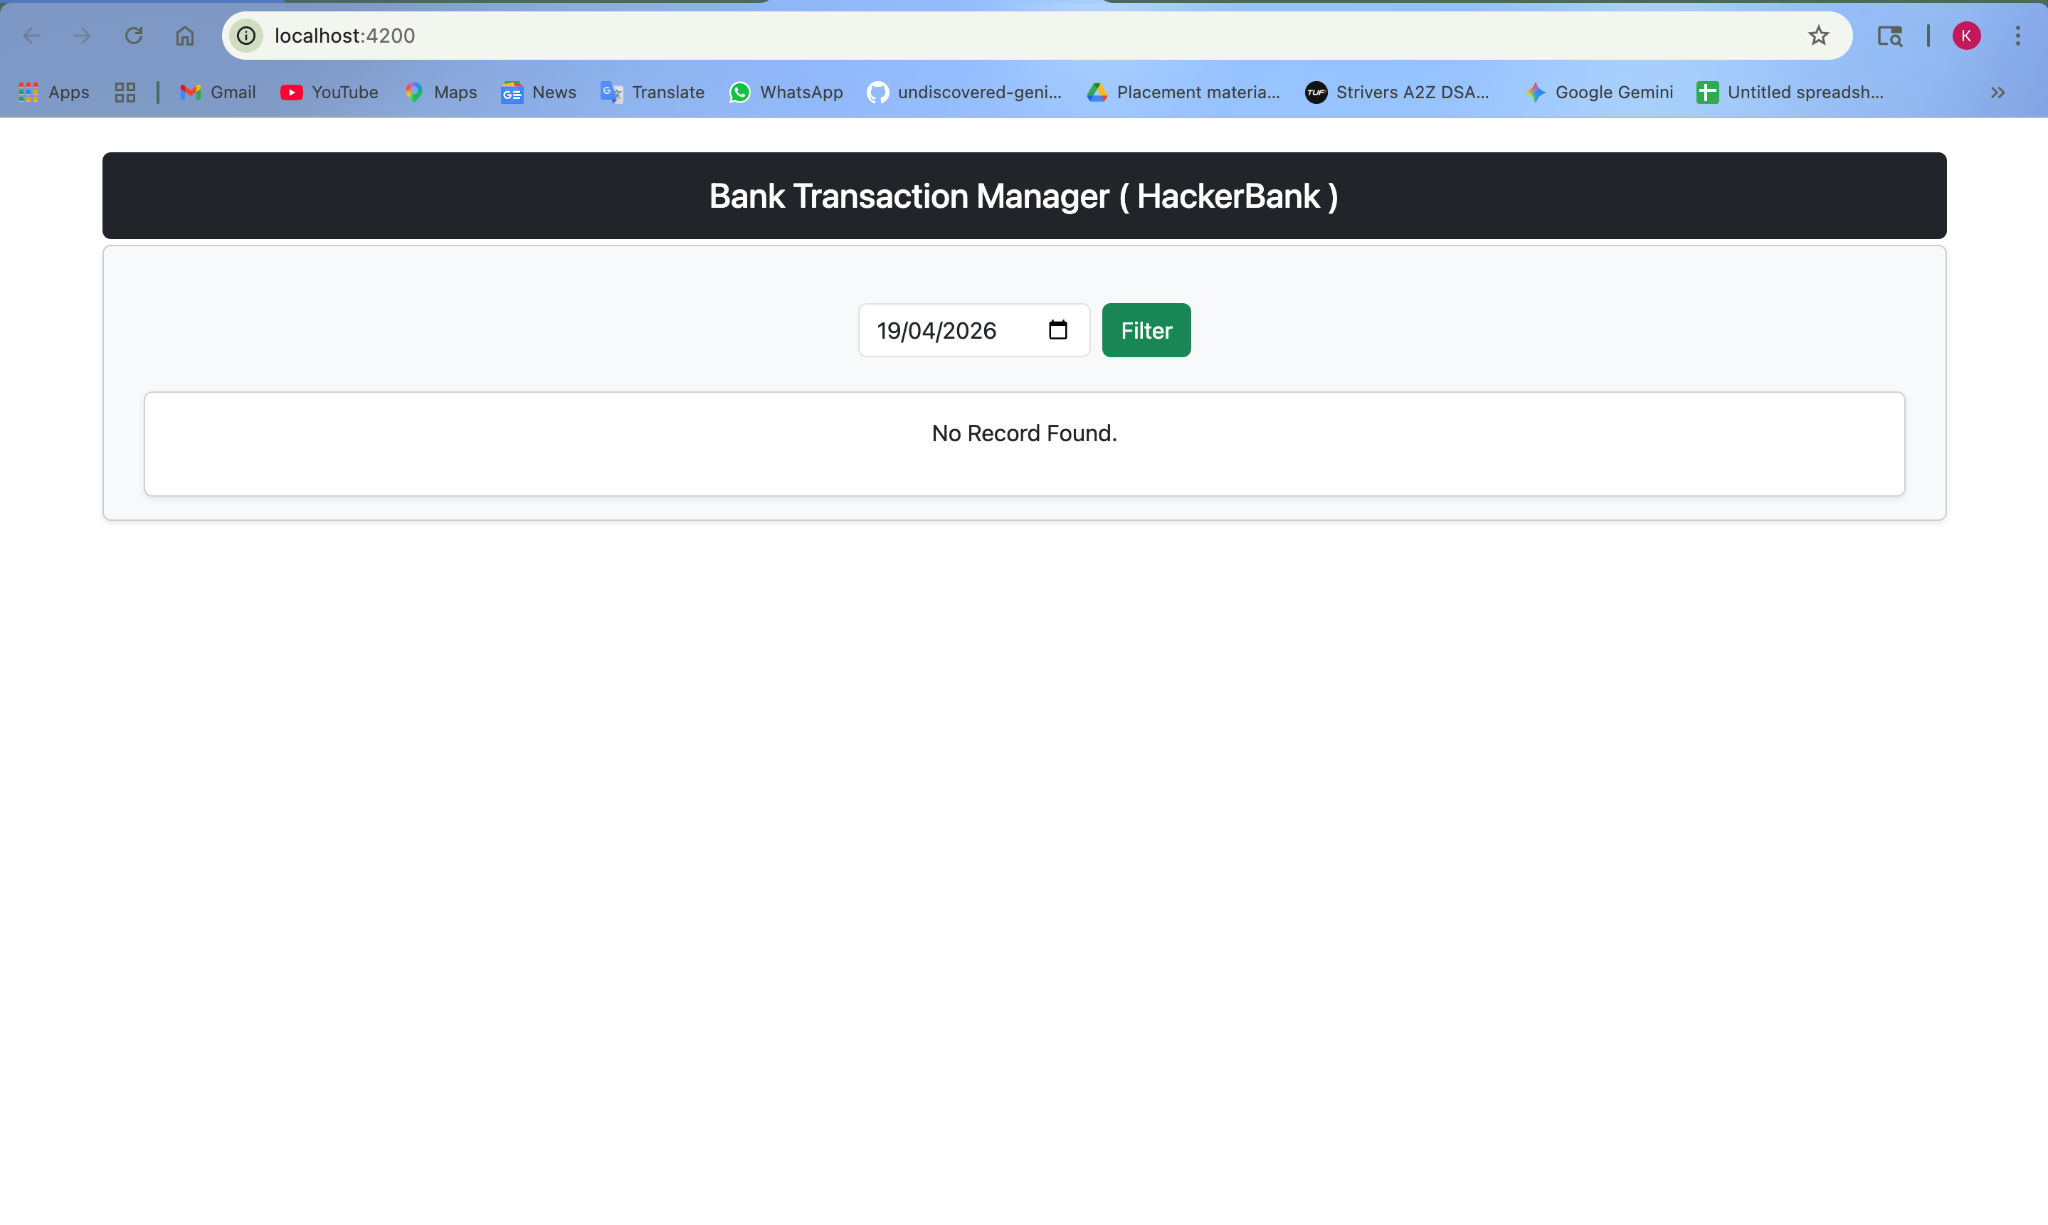 localhost:4200
K
Apps
Gmail
YouTube
Maps
News
Translate
WhatsApp
undiscovered-geni...
Placement materia...
Strivers A2Z DSA...
Google Gemini
Untitled spreadsh...
Bank Transaction Manager ( HackerBank )
19/04/2026
Filter
No Record Found.